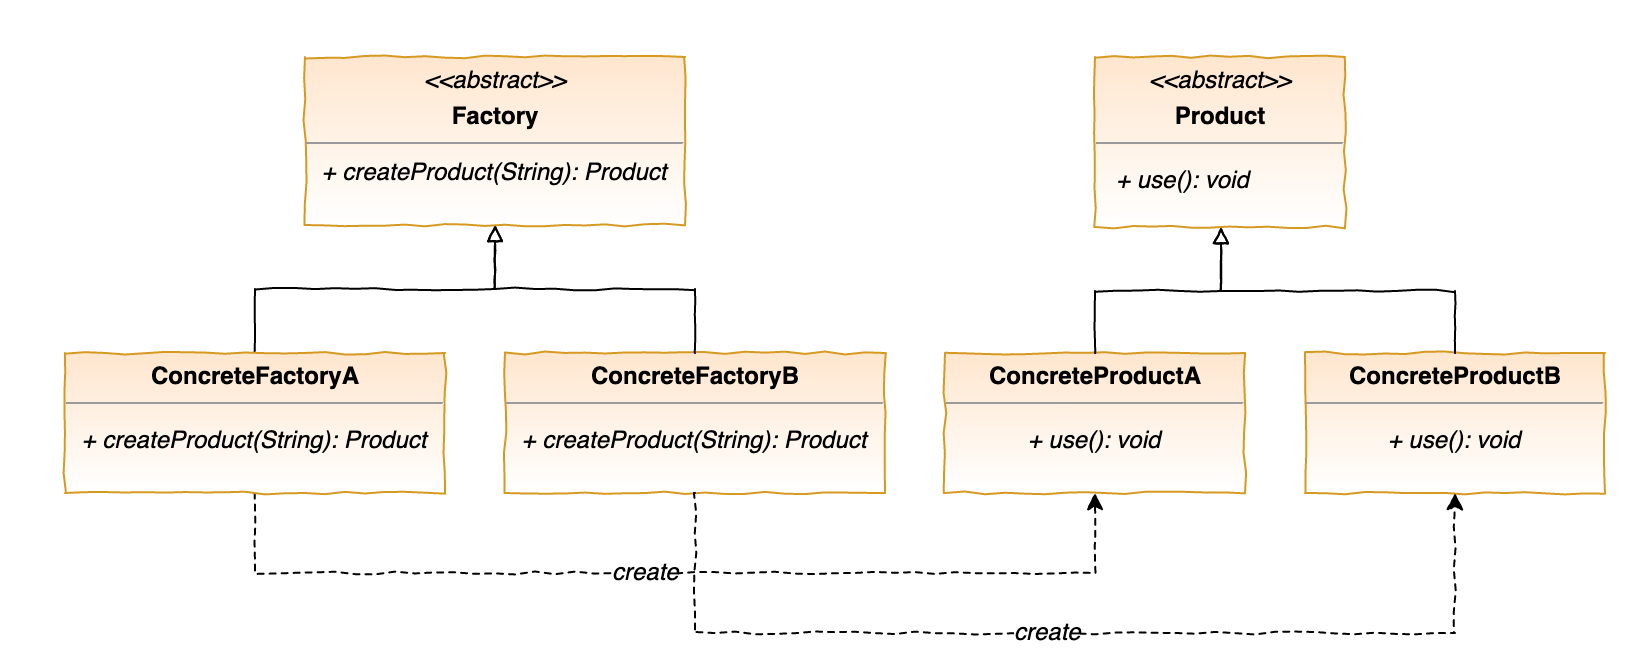 <<abstract>>
Factory
+ createProduct(String): Product
<<abstract>>
Product
+ use(): void
ConcreteFactoryA
+ createProduct(String): Product
ConcreteFactoryB
+ createProduct(String): Product
ConcreteProductA
+ use(): void
ConcreteProductB
+ use(): void
create
create